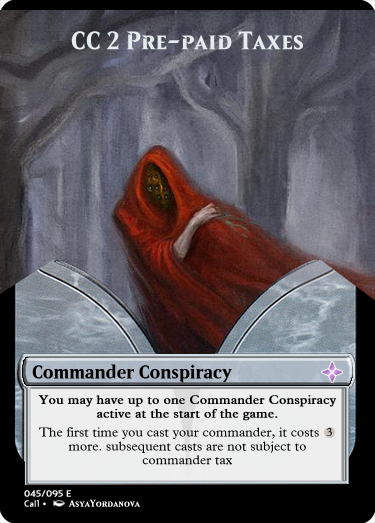 CC 2 Pre-paid Taxes
Commander Conspiracy
You may have up to one Commander Conspiracy
active at the start of the game.
The first time you cast your commander, it costs 3
more. subsequent casts are not subject to
commander tax
045/095 E
Cal1 • AsyaYordanova